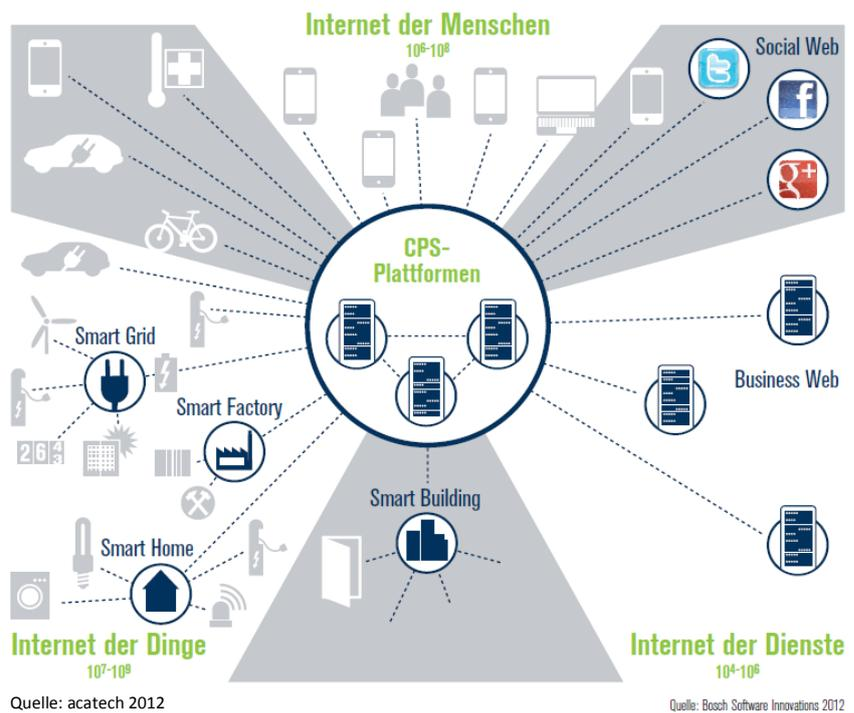 Internet der Menschen
10⁶-10⁸
Social Web
t
f
g+
CPS-
Plattformen
Smart Grid
Business Web
Smart Factory
2643
Smart Building
Smart Home
Internet der Dinge
10⁷-10⁹
Internet der Dienste
10⁴-10⁶
Quelle: acatech 2012
Quelle: Bosch Software Innovations 2012